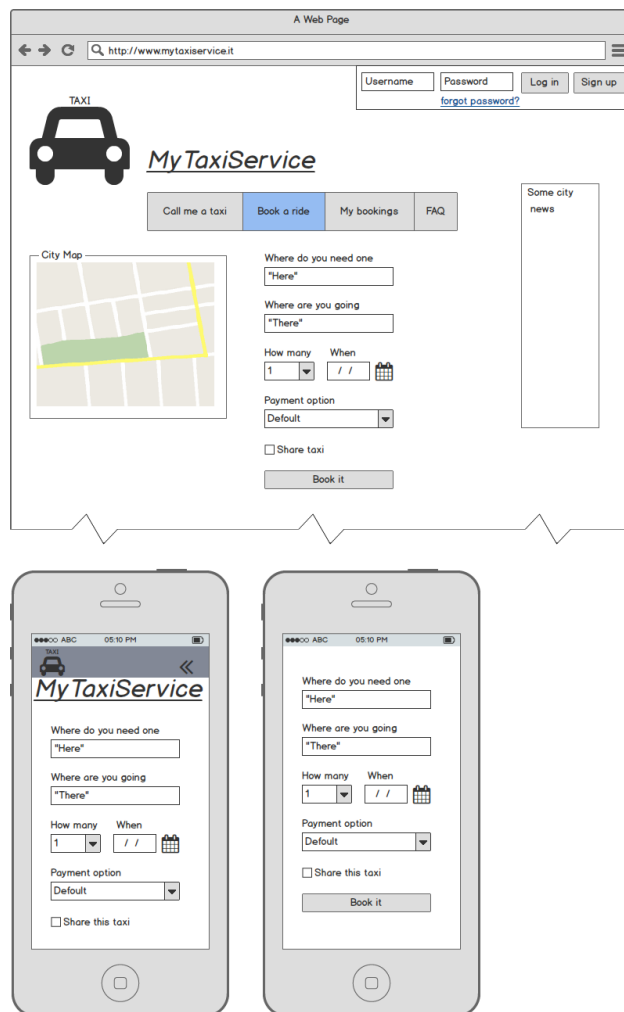 A Web Page
http://www.mytaxiservice.it
Username Password Log in Sign up
forgot password?
TAXI
MyTaxiService
Call me a taxi Book a ride My bookings FAQ
Some city
news
City Map
Where do you need one
"Here"
Where are you going
"There"
How many When
1 / /
Payment option
Default
Share taxi
Book it
ABC 05:10 PM
TAXI
MyTaxiService
Where do you need one
"Here"
Where are you going
"There"
How many When
1 / /
Payment option
Default
Share this taxi
ABC 05:10 PM
Where do you need one
"Here"
Where are you going
"There"
How many When
1 / /
Payment option
Default
Share this taxi
Book it